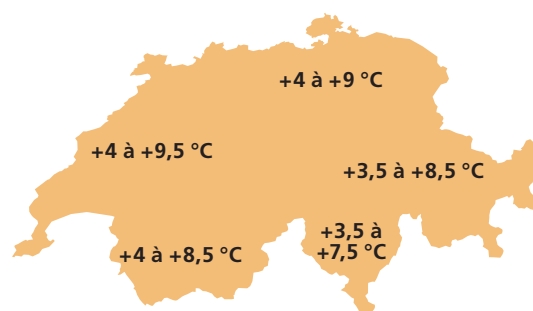 +4 à +9 °C
+4 à +9,5 °C
+3,5 à +8,5 °C
+3,5 à
+7,5 °C
+4 à +8,5 °C